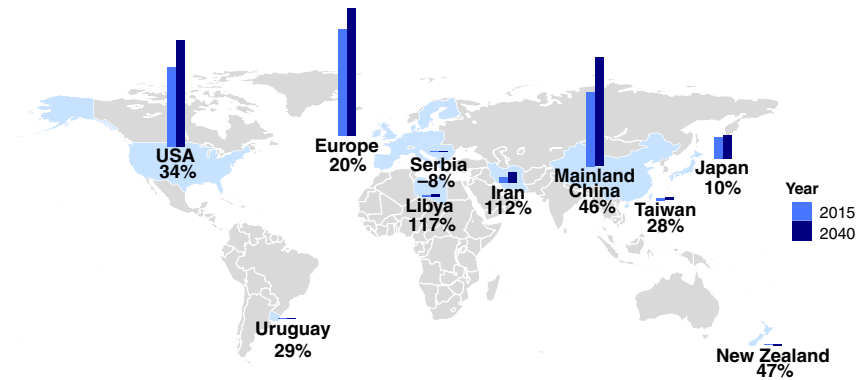 USA
34%
Europe
20%
Serbia
−8%
Libya
117%
Iran
112%
Mainland
China
46%
Taiwan
28%
Japan
10%
Uruguay
29%
New Zealand
47%
Year
2015
2040